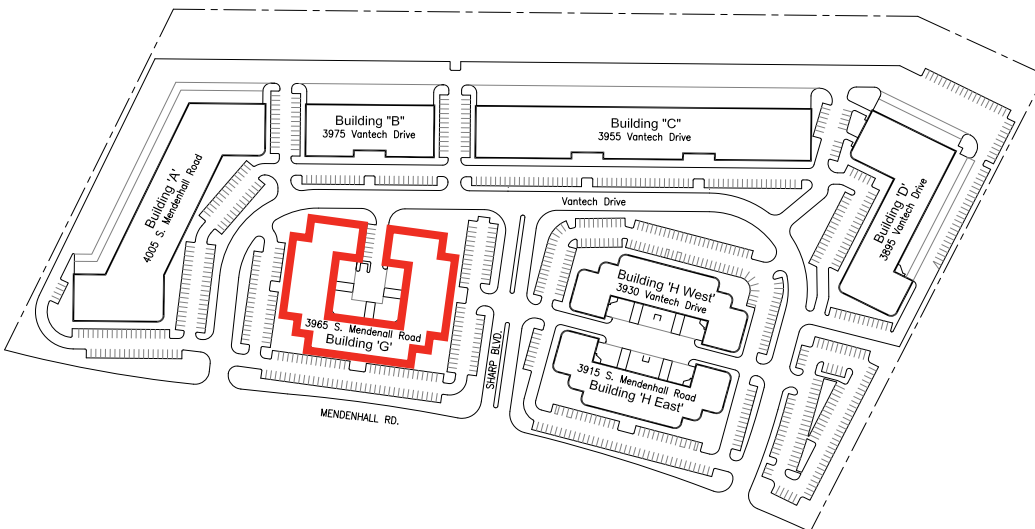 Building "B"
3975 Vantech Drive
Building "C"
3955 Vantech Drive
Building 'A'
4005 S. Mendenhall Road
Building 'D'
3895 Vantech Drive
Vantech Drive
Building 'H West'
3930 Vantech Drive
3965 S. Mendenall Road
Building 'G'
SHARP BLVD.
3915 S. Mendenhall Road
Building 'H East'
MENDENHALL RD.